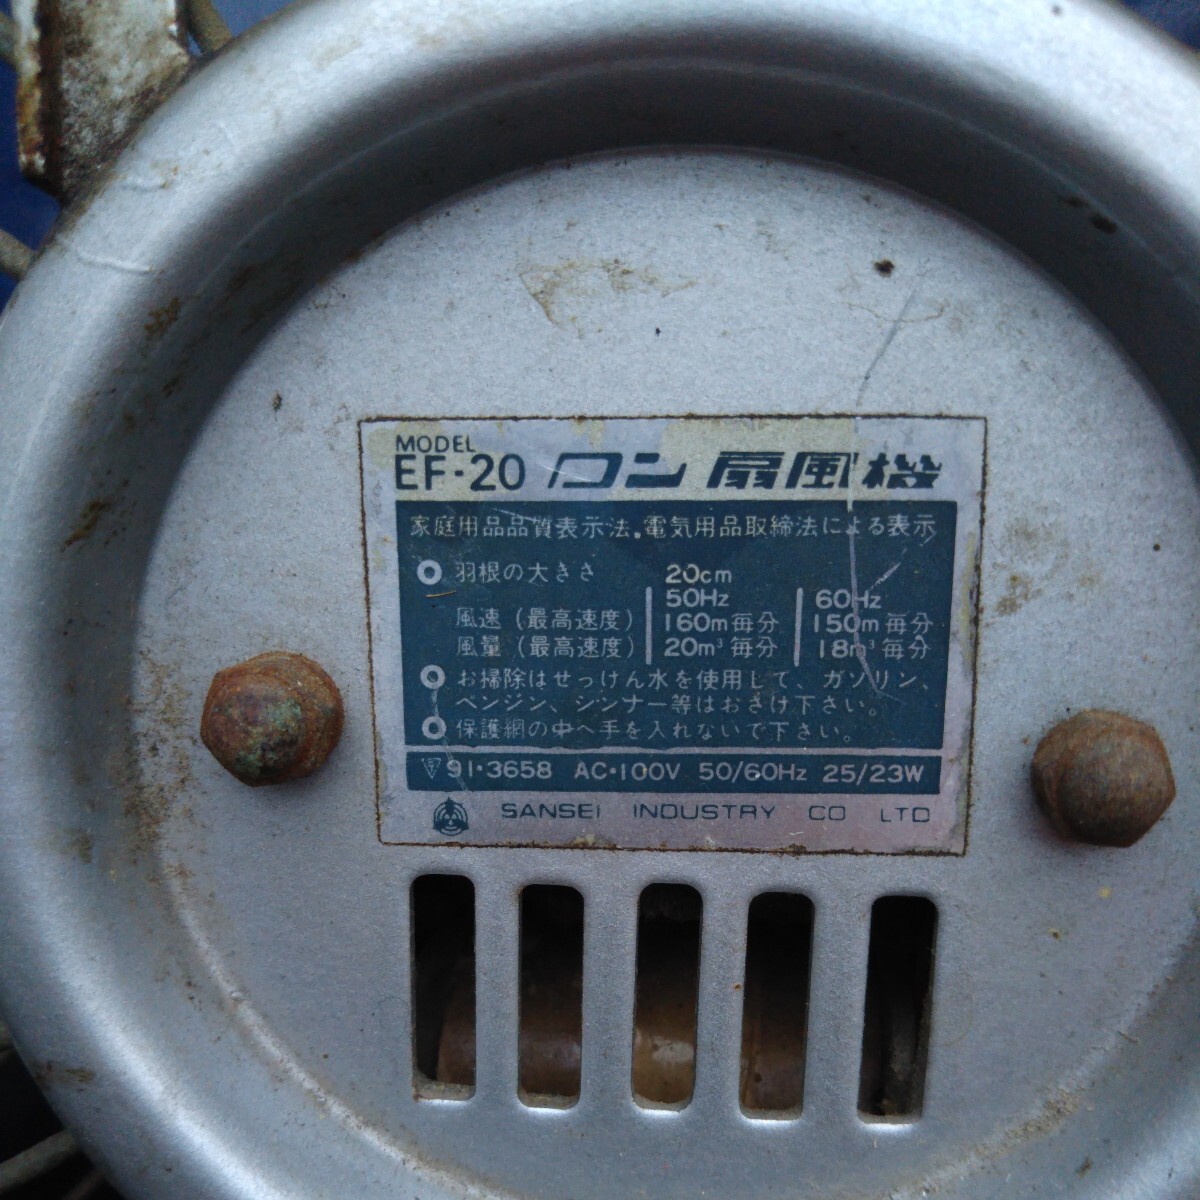 MODEL
EF-20 ロン 扇風機
家庭用品品質表示法.電気用品取締法による表示
羽根の大きさ 20cm
50Hz 60Hz
風速(最高速度) 160m毎分 150m毎分
風量(最高速度) 20m³毎分 18m³毎分
お掃除はせっけん水を使用して、ガソリン、
ベンジン、シンナー等はおさけ下さい。
保護網の中へ手を入れないで下さい。
91・3658 AC・100V 50/60Hz 25/23W
SANSEI INDUSTRY CO LTD